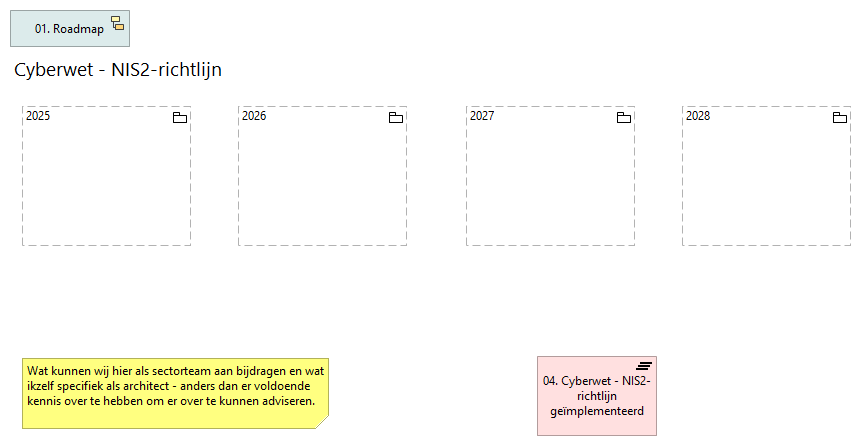 01. Roadmap
Cyberwet - NIS2-richtlijn
2025
2026
2027
2028
Wat kunnen wij hier als sectorteam aan bijdragen en wat
ikzelf specifiek als architect - anders dan er voldoende
kennis over te hebben om er over te kunnen adviseren.
04. Cyberwet - NIS2-
richtlijn
geïmplementeerd